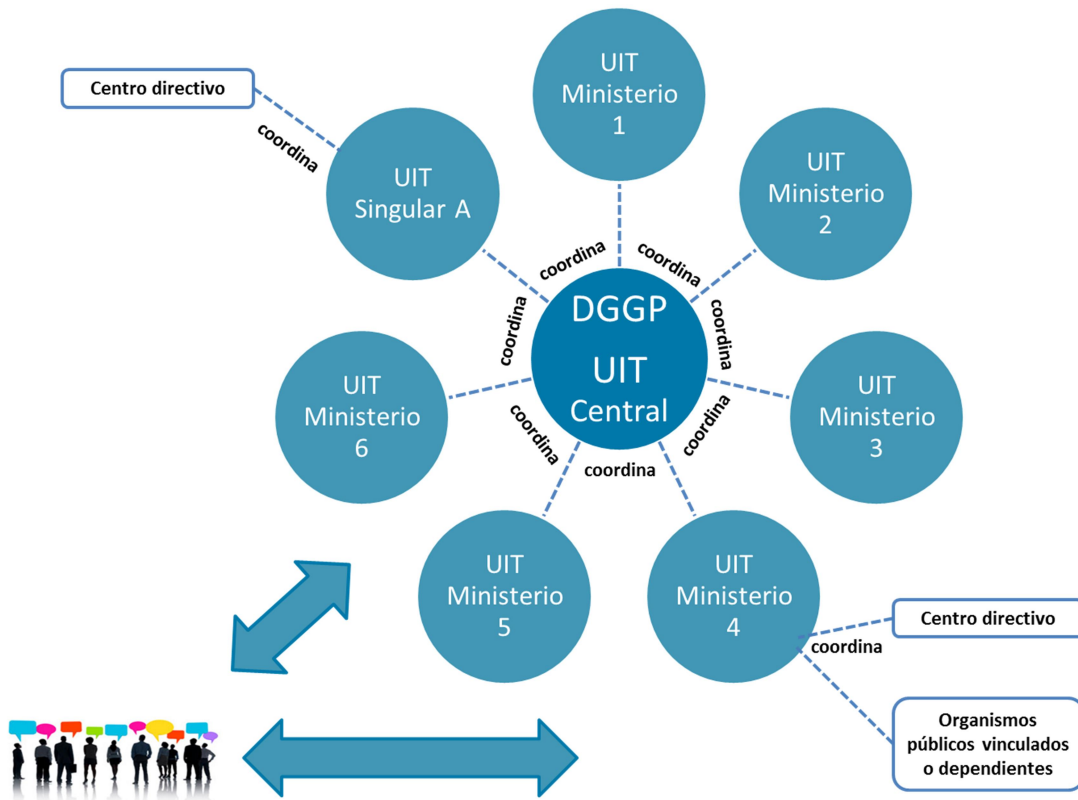 UIT
Ministerio
1
Centro directivo
coordina
UIT
Singular A
UIT
Ministerio
2
coordina
coordina
DGGP
UIT
Central
coordina
coordina
UIT
Ministerio
6
UIT
Ministerio
3
coordina
coordina
coordina
UIT
Ministerio
5
UIT
Ministerio
4
Centro directivo
coordina
Organismos
públicos vinculados
o dependientes